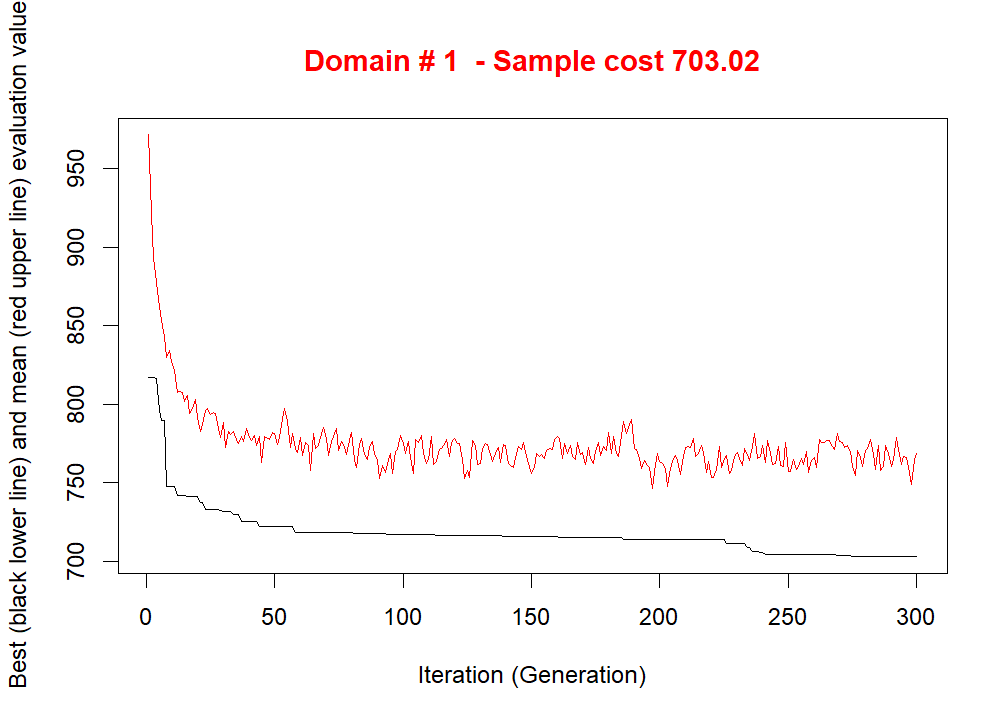 Domain # 1  - Sample cost 703.02
Best (black lower line) and mean (red upper line) evaluation value
950
900
850
800
750
700
0 50 100 150 200 250 300
Iteration (Generation)